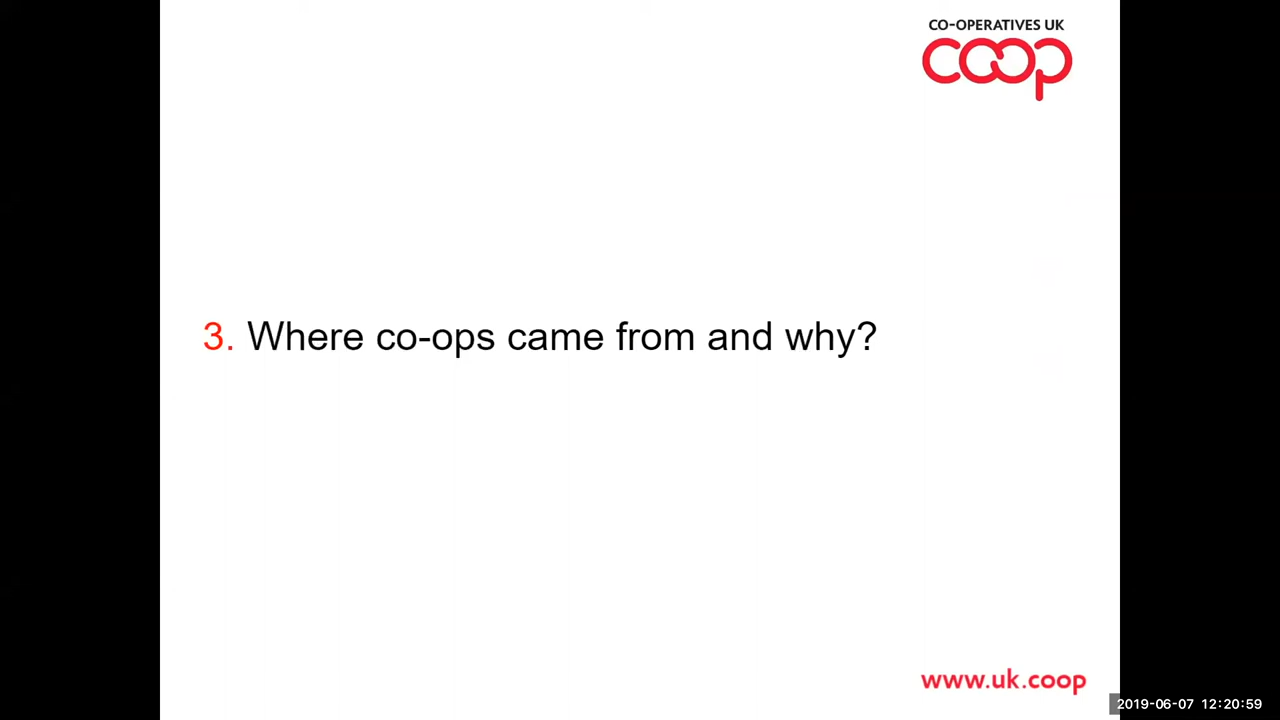 CO-OPERATIVES UK
coop
3. Where co-ops came from and why?
www.uk.coop
2019-06-07 12:20:59